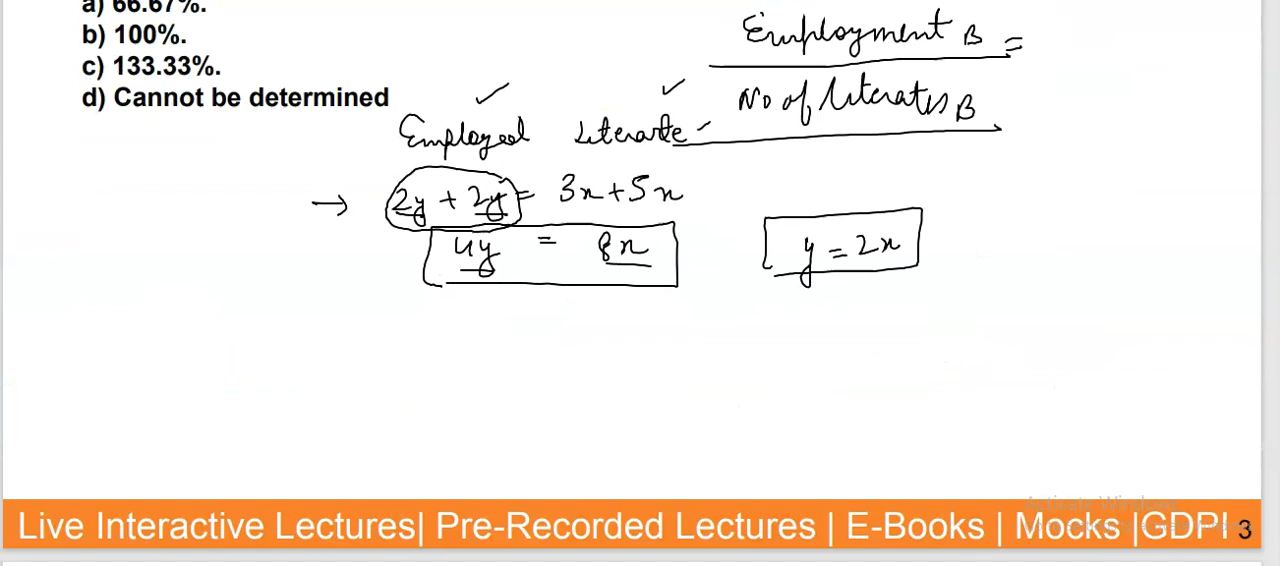 a) 66.67%.
b) 100%.
c) 133.33%.
d) Cannot be determined
Employment B =
No of literates B
Employed Literate
→ 2y + 2y = 3x + 5x
4y = 8x
y = 2x
Live Interactive Lectures| Pre-Recorded Lectures | E-Books | Mocks |GDPI 3